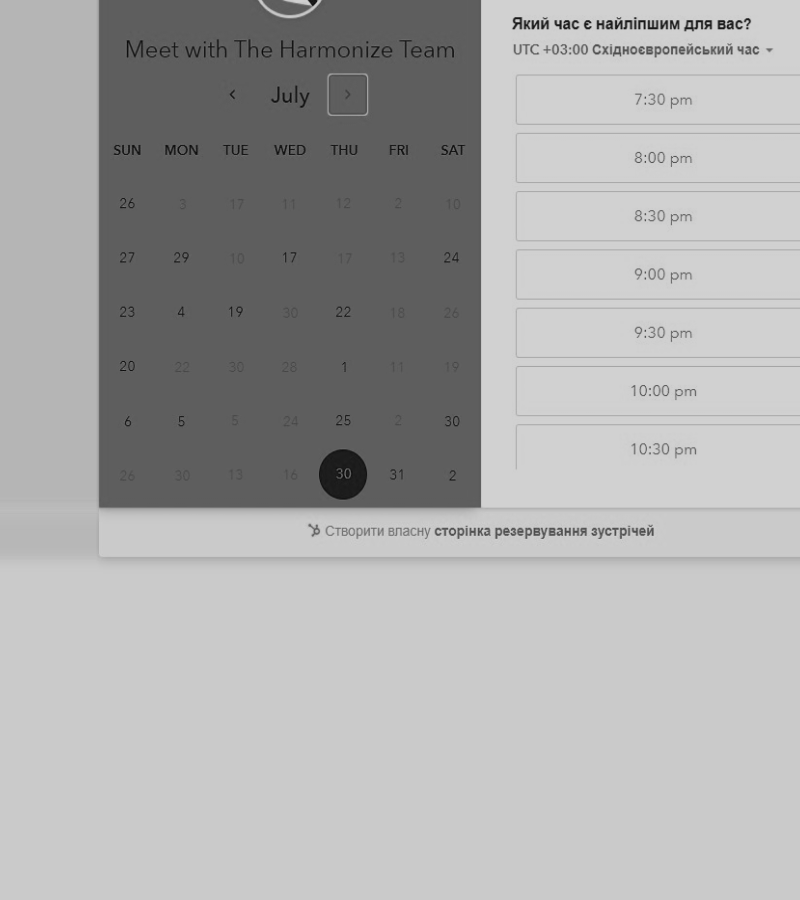 Meet with The Harmonize Team
July
SUN MON TUE WED THU FRI SAT
26 3 17 11 12 2 10
27 29 10 17 17 13 24
23 4 19 30 22 18 26
20 22 30 28 1 11 19
6 5 5 24 25 2 30
26 30 13 16 30 31 2
Який час є найліпшим для вас?
UTC +03:00 Східноєвропейський час
7:30 pm
8:00 pm
8:30 pm
9:00 pm
9:30 pm
10:00 pm
10:30 pm
Створити власну сторінка резервування зустрічей